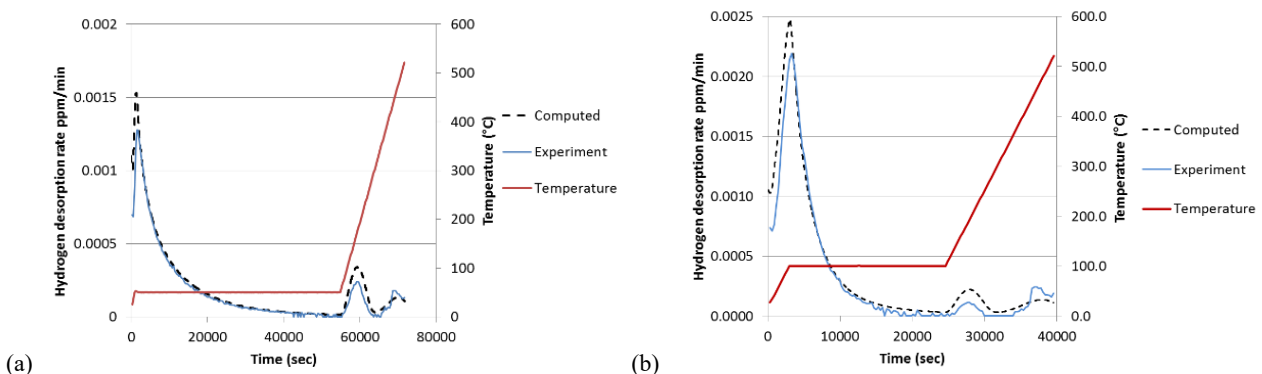 0.002
0.0015
0.001
0.0005
0
Hydrogen desorption rate ppm/min
0 20000 40000 60000 80000
Time (sec)
600
500
400
300
200
100
0
Temperature (°C)
Computed
Experiment
Temperature
(a)
0.0025
0.0020
0.0015
0.0010
0.0005
0.0000
Hydrogen desorption rate ppm/min
0 10000 20000 30000 40000
Time (sec)
600.0
500.0
400.0
300.0
200.0
100.0
0.0
Temperature (°C)
Computed
Experiment
Temperature
(b)